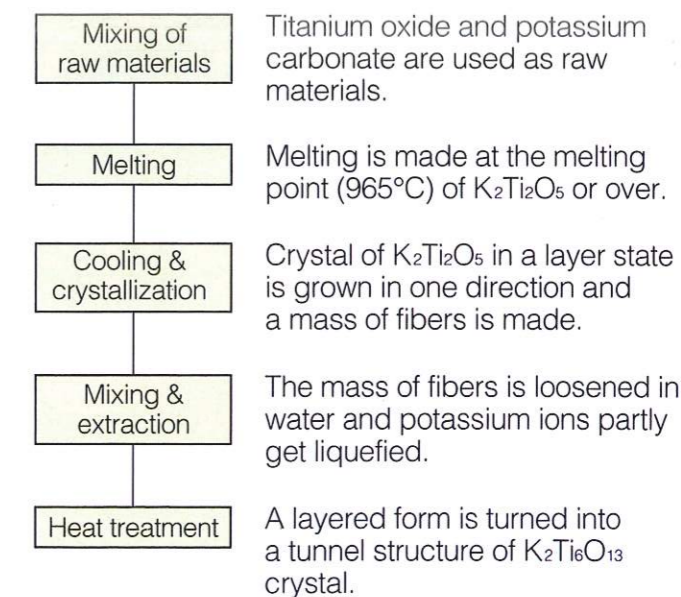 Mixing of
raw materials
Titanium oxide and potassium
carbonate are used as raw
materials.
Melting
Melting is made at the melting
point (965°C) of K₂Ti₂O₅ or over.
Cooling &
crystallization
Crystal of K₂Ti₂O₅ in a layer state
is grown in one direction and
a mass of fibers is made.
Mixing &
extraction
The mass of fibers is loosened in
water and potassium ions partly
get liquefied.
Heat treatment
A layered form is turned into
a tunnel structure of K₂Ti₆O₁₃
crystal.